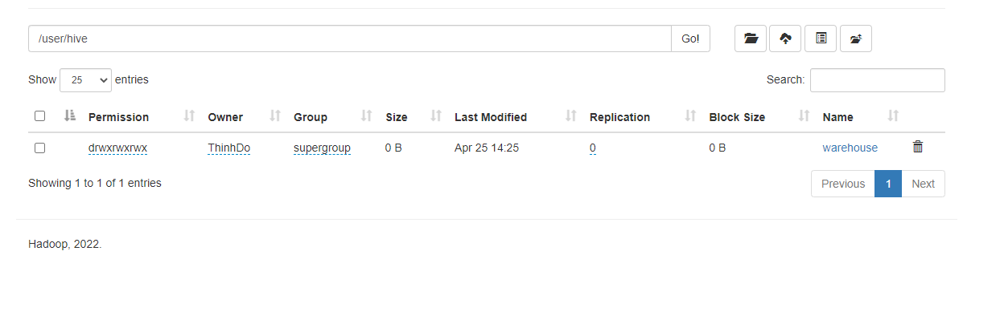 /user/hive Go!
Show 25 entries Search:
Permission Owner Group Size Last Modified Replication Block Size Name
drwxrwxrwx ThinhDo supergroup 0 B Apr 25 14:25 0 0 B warehouse
Showing 1 to 1 of 1 entries Previous 1 Next
Hadoop, 2022.